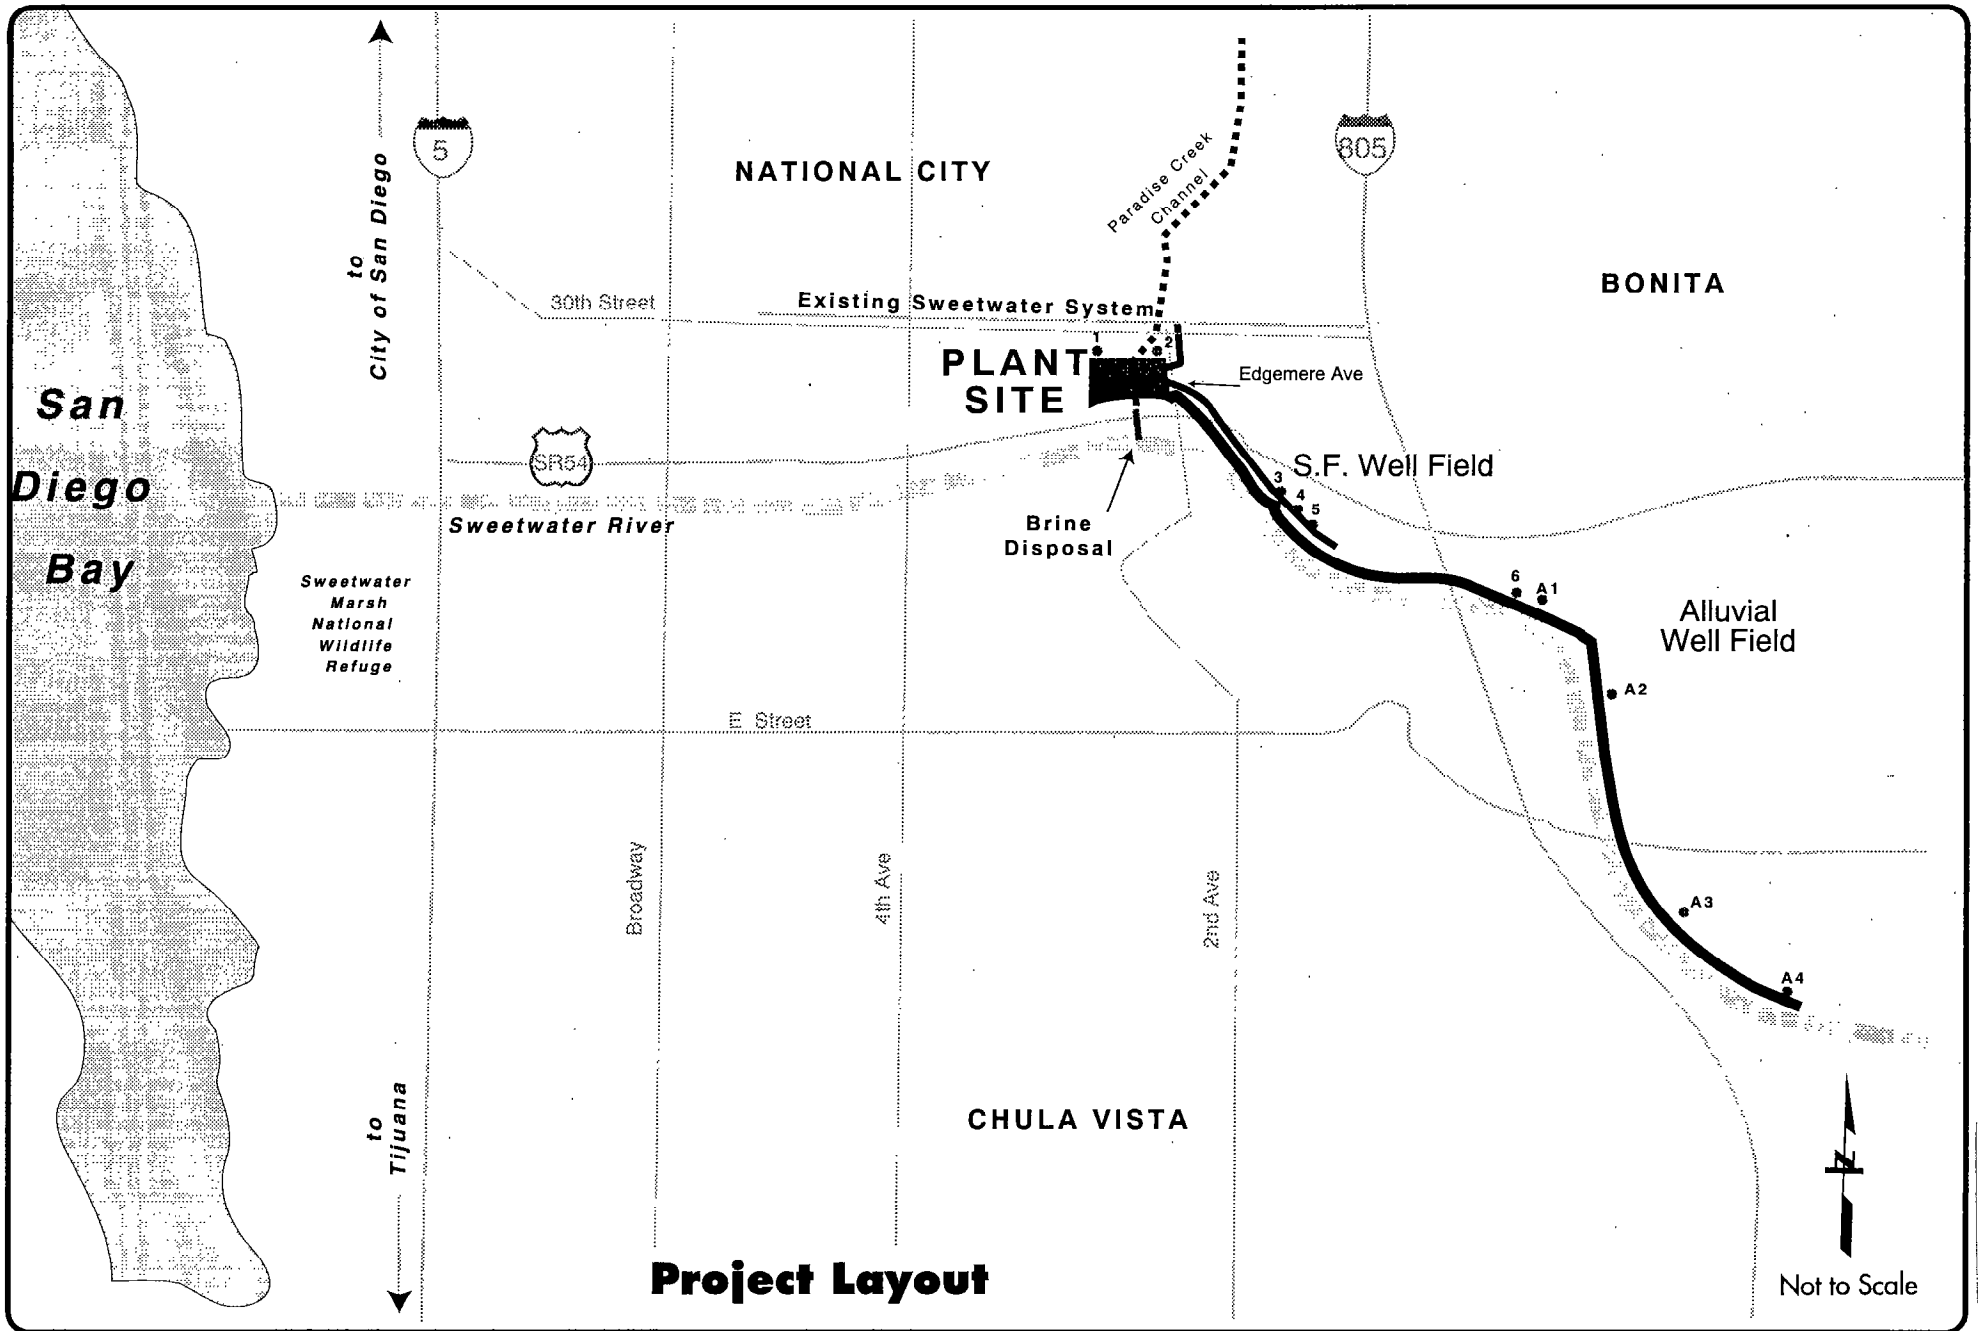 5
805
to
City of San Diego
NATIONAL CITY
Paradise Creek
Channel
BONITA
30th Street
Existing Sweetwater System
1
2
PLANT
SITE
Edgemere Ave
San
Diego
Bay
SR54
S.F. Well Field
3
4
5
Sweetwater River
Brine
Disposal
Sweetwater
Marsh
National
Wildlife
Refuge
6
A1
Alluvial
Well Field
A2
E Street
Broadway
4th Ave
2nd Ave
A3
A4
to
Tijuana
CHULA VISTA
N
Project Layout
Not to Scale